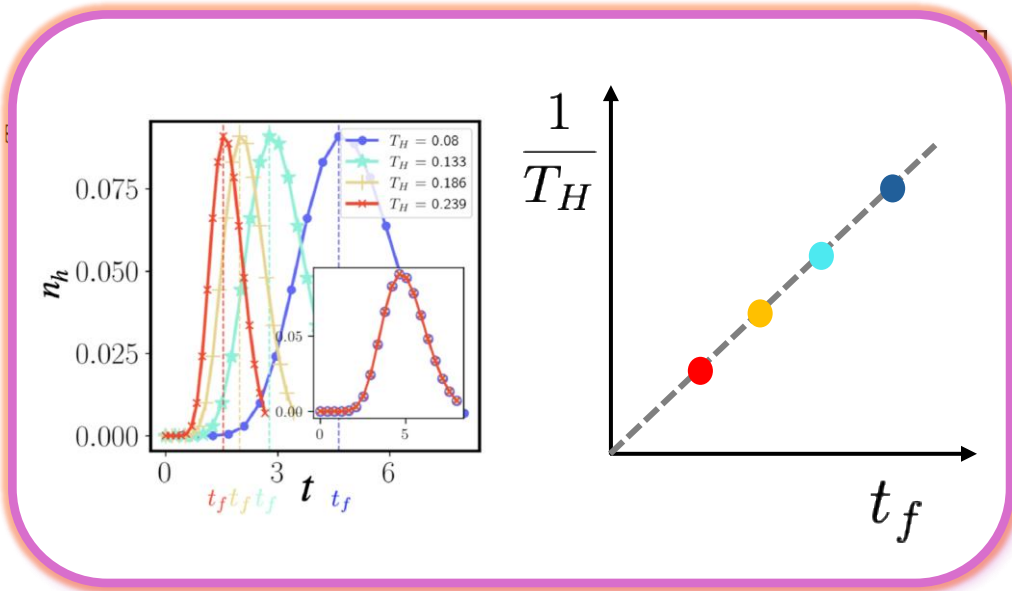 T_H = 0.08
T_H = 0.133
T_H = 0.186
T_H = 0.239
n_h
0.075
0.050
0.025
0.000
0.05
0.00
0 5
0 3 6
t
t_f t_f t_f t_f
1
T_H
t_f